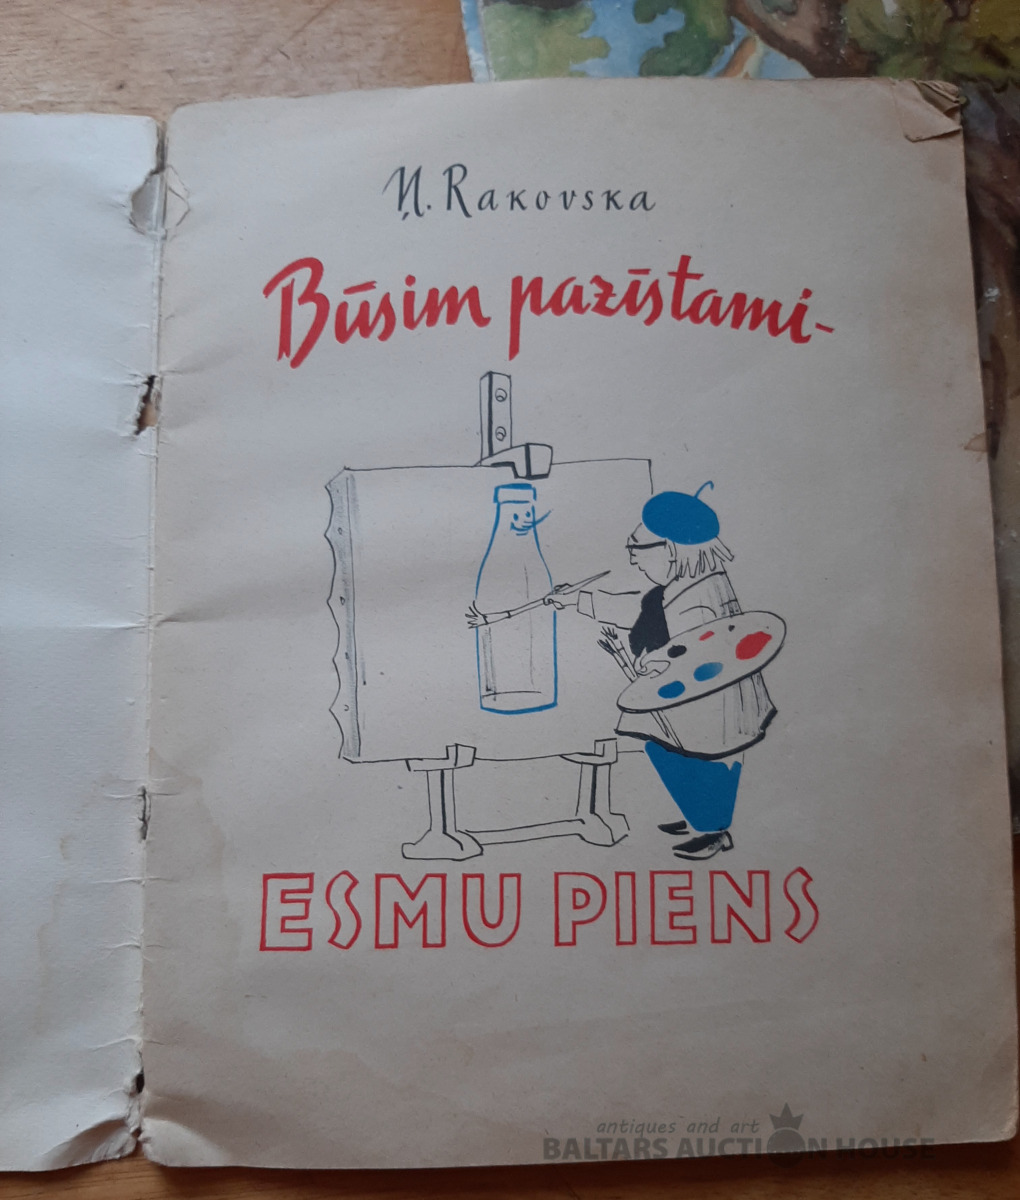 Ņ. Rakovska
Būsim pazīstami-
ESMU PIENS
antiques and art
BALTARS AUCTION HOUSE